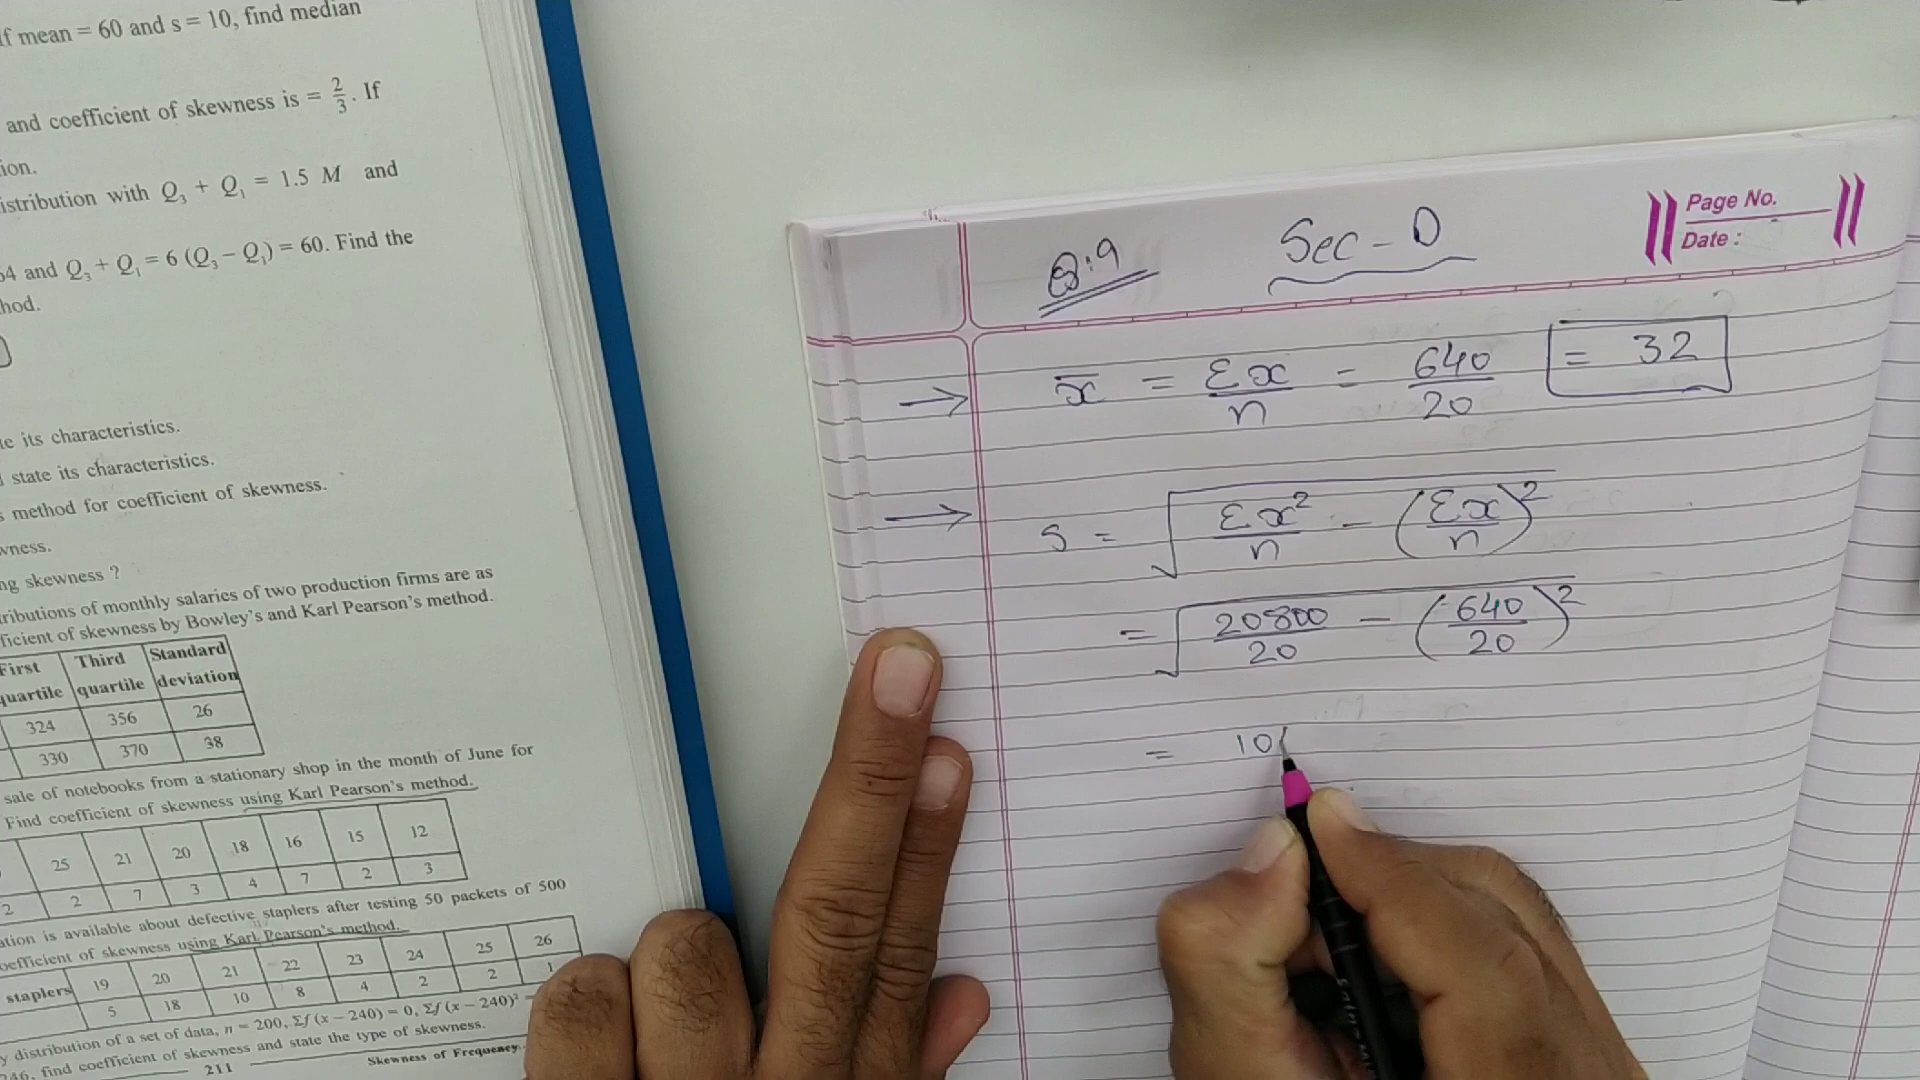 f mean = 60 and s = 10, find median
and coefficient of skewness is = 2/3. If
ion.
istribution with Q₃ + Q₁ = 1.5 M and
54 and Q₃ + Q₁ = 6 (Q₃ − Q₁) = 60. Find the
hod.
te its characteristics.
state its characteristics.
s method for coefficient of skewness.
wness.
ng skewness ?
ributions of monthly salaries of two production firms are as
ficient of skewness by Bowley's and Karl Pearson's method.
First quartile Third quartile Standard deviation
324 356 26
330 370 38
sale of notebooks from a stationary shop in the month of June for
Find coefficient of skewness using Karl Pearson's method.
25 21 20 18 16 15 12
2 2 7 3 4 7 2 3
ation is available about defective staplers after testing 50 packets of 500
oefficient of skewness using Karl Pearson's method.
staplers 19 20 21 22 23 24 25 26
5 18 10 8 4 2 2 1
y distribution of a set of data, n = 200, Σf (x − 240) = 0, Σf (x − 240)² =
246, find coefficient of skewness and state the type of skewness.
211 Skewness of Frequency
Page No.
Date :
Q:9 Sec - D
→ x̄ = Σx/n = 640/20 = 32
→ s = √(Σx²/n − (Σx/n)²)
= √(20800/20 − (640/20)²)
= 10